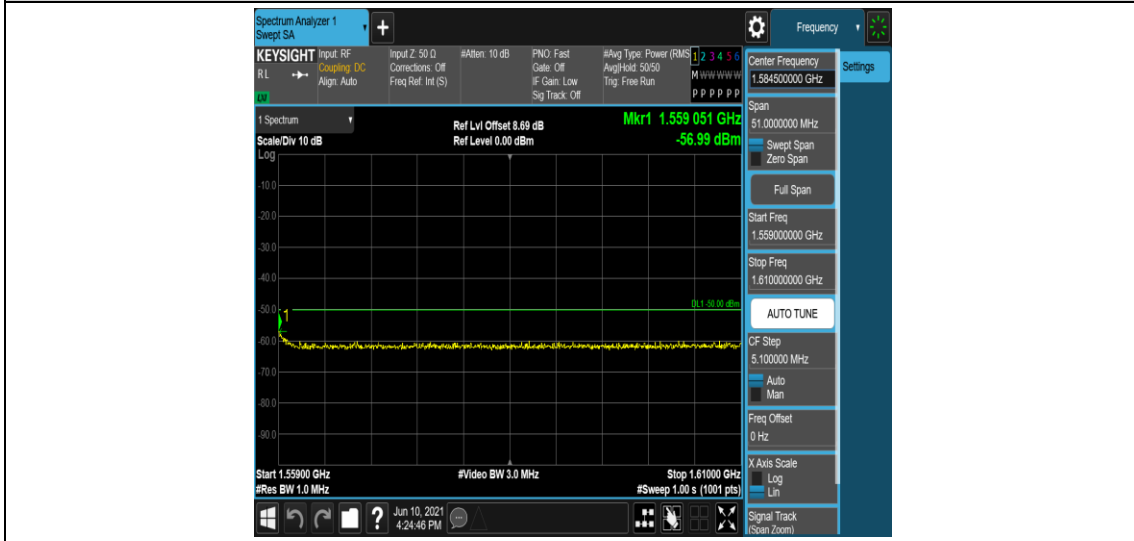 Spectrum Analyzer 1
Swept SA
Frequency
KEYSIGHT
RL
Input: RF
Coupling: DC
Align: Auto
Input Z: 50 Ω
Corrections: Off
Freq Ref: Int (S)
#Atten: 10 dB
PNO: Fast
Gate: Off
IF Gain: Low
Sig Track: Off
#Avg Type: Power (RMS
Avg|Hold: 50/50
Trig: Free Run
1 2 3 4 5 6
M W W W W W
P P P P P P
Center Frequency
1.584500000 GHz
Settings
Span
51.0000000 MHz
Swept Span
Zero Span
Full Span
Start Freq
1.559000000 GHz
Stop Freq
1.610000000 GHz
AUTO TUNE
CF Step
5.100000 MHz
Auto
Man
Freq Offset
0 Hz
X Axis Scale
Log
Lin
Signal Track
(Span Zoom)
1 Spectrum
Scale/Div 10 dB
Log
Ref Lvl Offset 8.69 dB
Ref Level 0.00 dBm
Mkr1 1.559 051 GHz
-56.99 dBm
-10.0
-20.0
-30.0
-40.0
-50.0
DL1 -50.00 dBm
1
-60.0
-70.0
-80.0
-90.0
Start 1.55900 GHz
#Video BW 3.0 MHz
Stop 1.61000 GHz
#Res BW 1.0 MHz
#Sweep 1.00 s (1001 pts)
?
Jun 10, 2021
4:24:46 PM